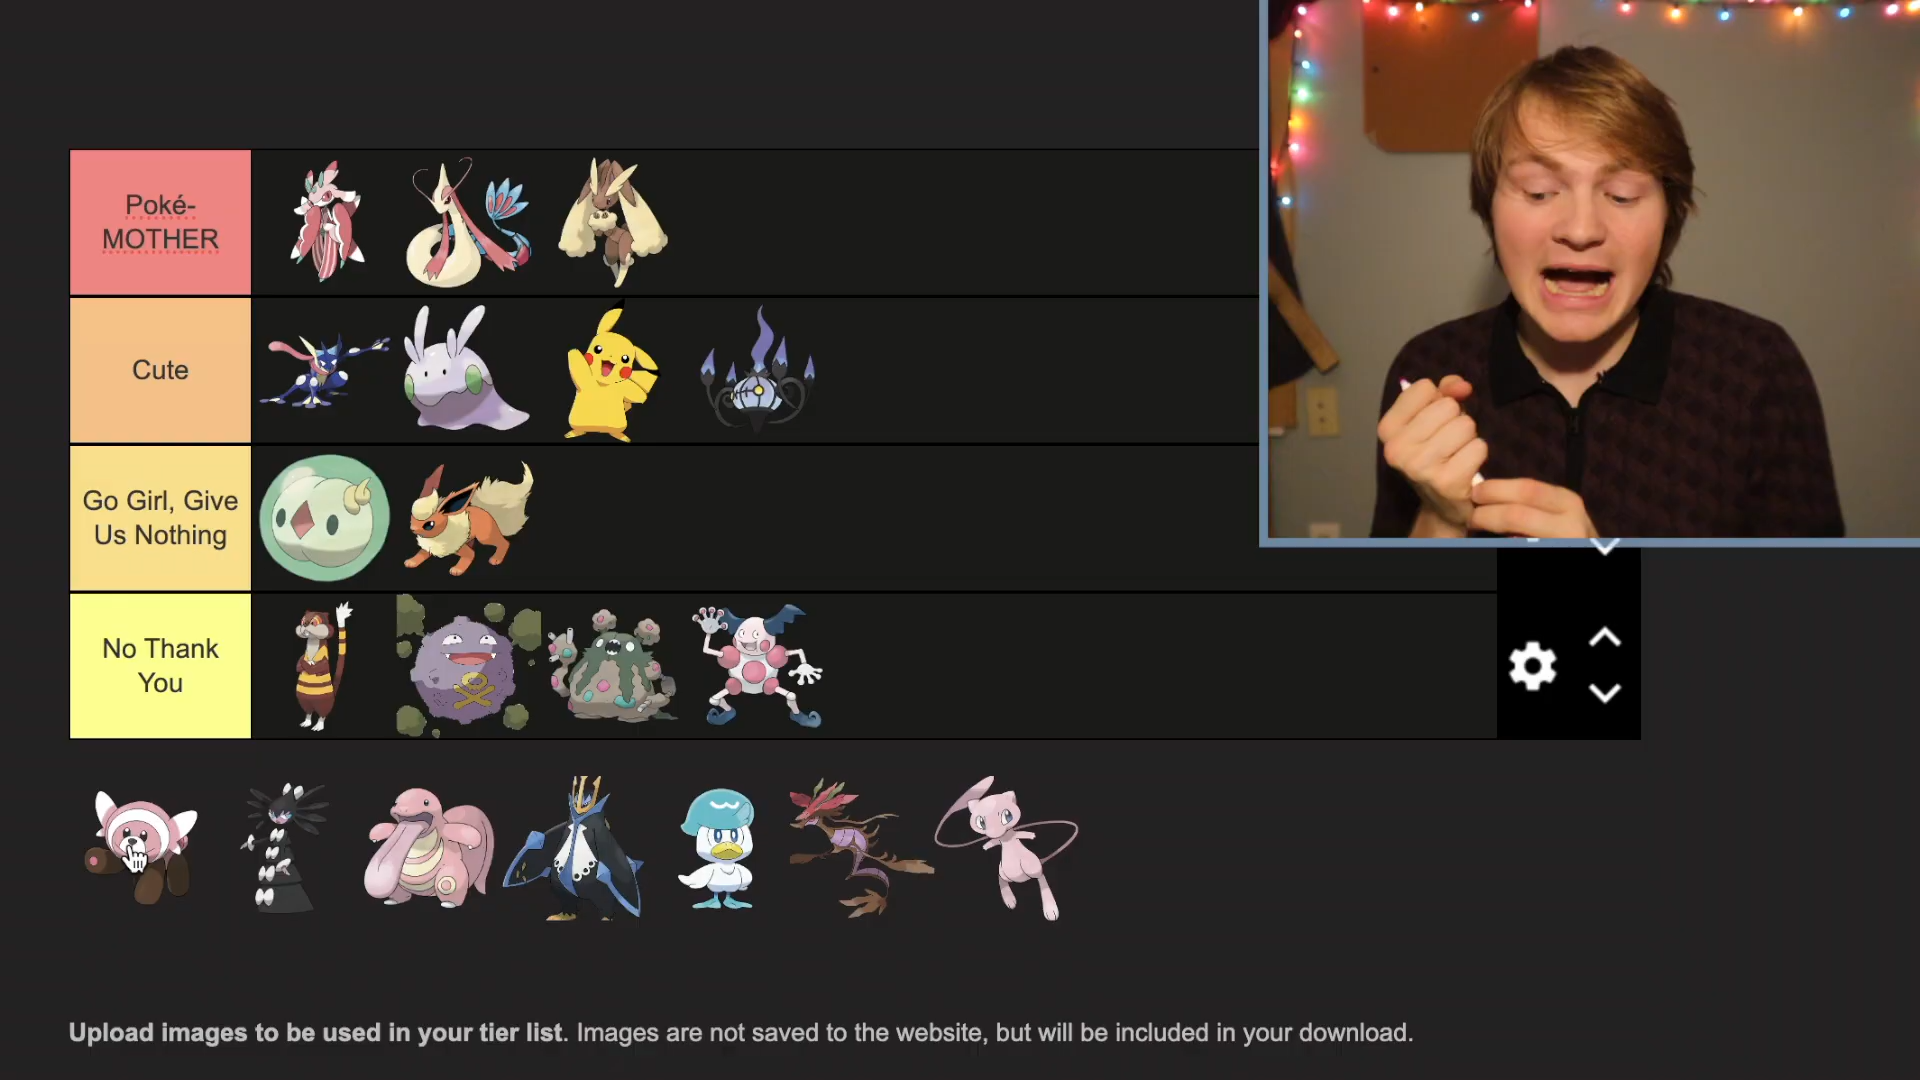 Poké-
MOTHER
Cute
Go Girl, Give
Us Nothing
No Thank
You
Upload images to be used in your tier list. Images are not saved to the website, but will be included in your download.